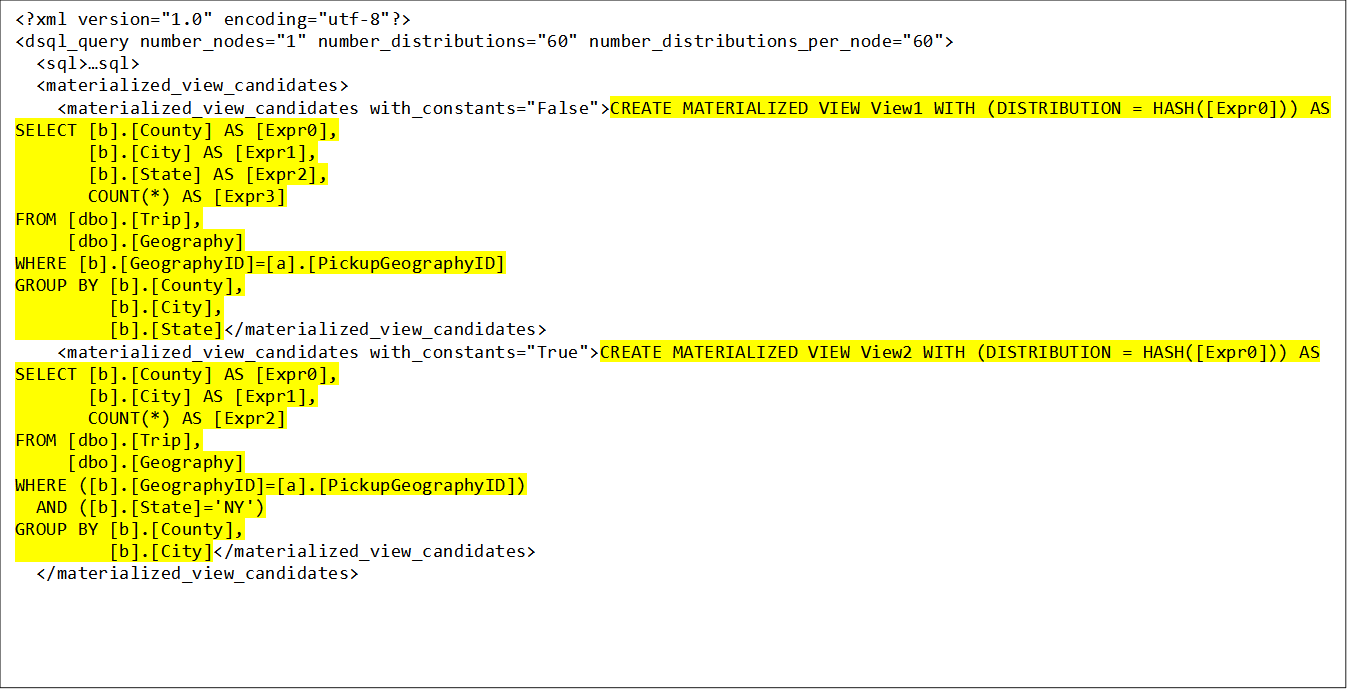 <?xml version="1.0" encoding="utf-8"?>
<dsql_query number_nodes="1" number_distributions="60" number_distributions_per_node="60">
  <sql>…sql>
  <materialized_view_candidates>
    <materialized_view_candidates with_constants="False">CREATE MATERIALIZED VIEW View1 WITH (DISTRIBUTION = HASH([Expr0])) AS
SELECT [b].[County] AS [Expr0],
       [b].[City] AS [Expr1],
       [b].[State] AS [Expr2],
       COUNT(*) AS [Expr3]
FROM [dbo].[Trip],
     [dbo].[Geography]
WHERE [b].[GeographyID]=[a].[PickupGeographyID]
GROUP BY [b].[County],
         [b].[City],
         [b].[State]</materialized_view_candidates>
    <materialized_view_candidates with_constants="True">CREATE MATERIALIZED VIEW View2 WITH (DISTRIBUTION = HASH([Expr0])) AS
SELECT [b].[County] AS [Expr0],
       [b].[City] AS [Expr1],
       COUNT(*) AS [Expr2]
FROM [dbo].[Trip],
     [dbo].[Geography]
WHERE ([b].[GeographyID]=[a].[PickupGeographyID])
  AND ([b].[State]='NY')
GROUP BY [b].[County],
         [b].[City]</materialized_view_candidates>
  </materialized_view_candidates>